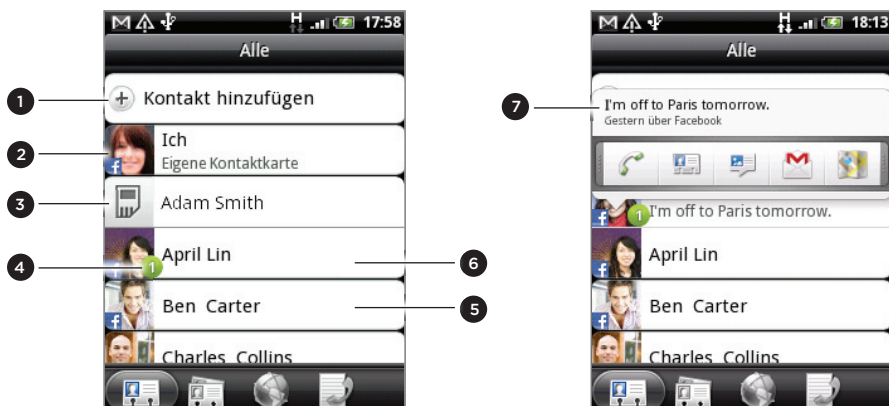 H 17:58
Alle
1 Kontakt hinzufügen
2 Ich
Eigene Kontaktkarte
3 Adam Smith
4 1 April Lin 6
Ben Carter 5
Charles Collins
H 18:13
Alle
7 I'm off to Paris tomorrow.
Gestern über Facebook
1 I'm off to Paris tomorrow.
April Lin
Ben Carter
Charles Collins